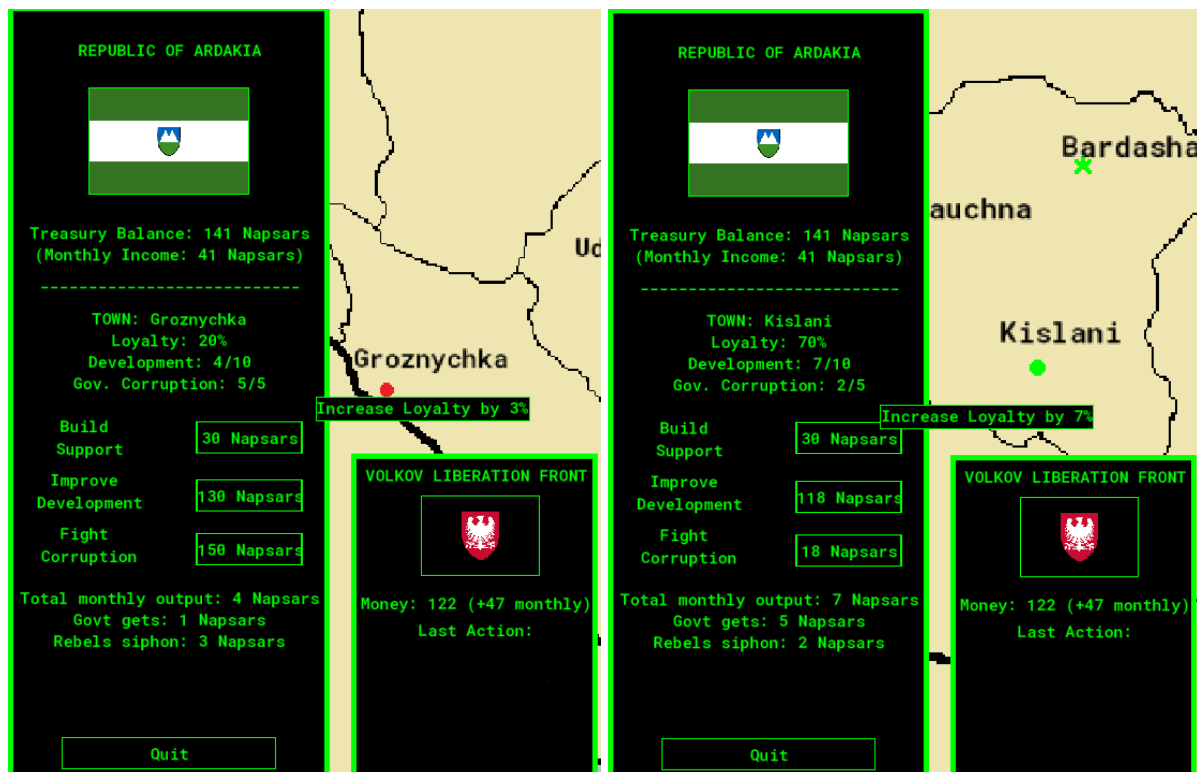 REPUBLIC OF ARDAKIA
Treasury Balance: 141 Napsars
(Monthly Income: 41 Napsars)
---------------------------
TOWN: Groznychka
Loyalty: 20%
Development: 4/10
Gov. Corruption: 5/5
Increase Loyalty by 3%
Build
Support
30 Napsars
Improve
Development
130 Napsars
Fight
Corruption
150 Napsars
Total monthly output: 4 Napsars
Govt gets: 1 Napsars
Rebels siphon: 3 Napsars
Quit
Ud
Groznychka
VOLKOV LIBERATION FRONT
Money: 122 (+47 monthly)
Last Action:
REPUBLIC OF ARDAKIA
Treasury Balance: 141 Napsars
(Monthly Income: 41 Napsars)
---------------------------
TOWN: Kislani
Loyalty: 70%
Development: 7/10
Gov. Corruption: 2/5
Increase Loyalty by 7%
Build
Support
30 Napsars
Improve
Development
118 Napsars
Fight
Corruption
18 Napsars
Total monthly output: 7 Napsars
Govt gets: 5 Napsars
Rebels siphon: 2 Napsars
Quit
Bardasha
auchna
Kislani
VOLKOV LIBERATION FRONT
Money: 122 (+47 monthly)
Last Action: